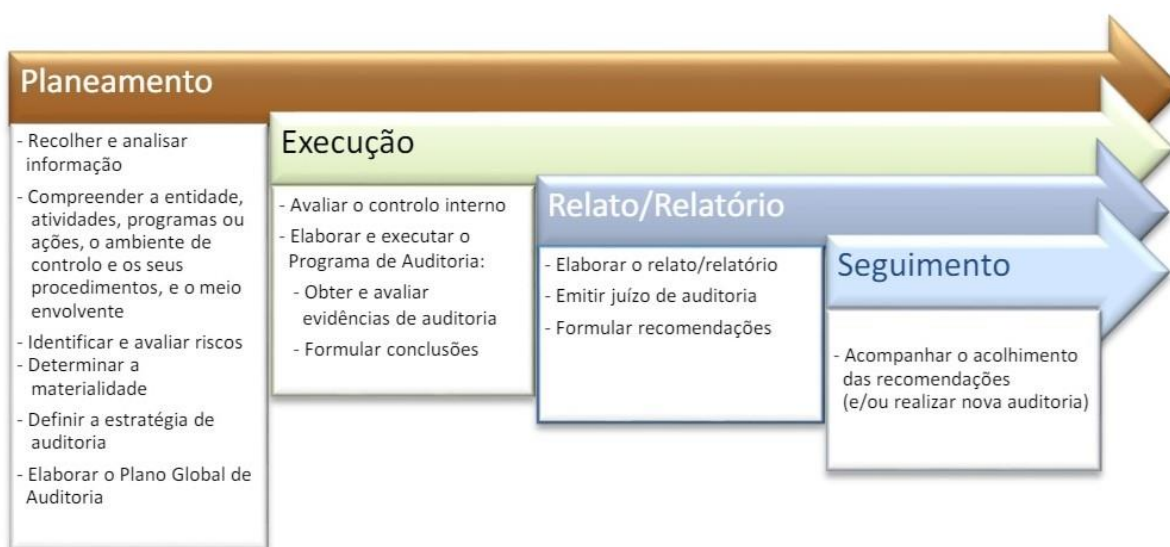 Planeamento
- Recolher e analisar
informação
- Compreender a entidade,
atividades, programas ou
ações, o ambiente de
controlo e os seus
procedimentos, e o meio
envolvente
- Identificar e avaliar riscos
- Determinar a
materialidade
- Definir a estratégia de
auditoria
- Elaborar o Plano Global de
Auditoria
Execução
- Avaliar o controlo interno
- Elaborar e executar o
Programa de Auditoria:
- Obter e avaliar
evidências de auditoria
- Formular conclusões
Relato/Relatório
- Elaborar o relato/relatório
- Emitir juízo de auditoria
- Formular recomendações
Seguimento
- Acompanhar o acolhimento
das recomendações
(e/ou realizar nova auditoria)